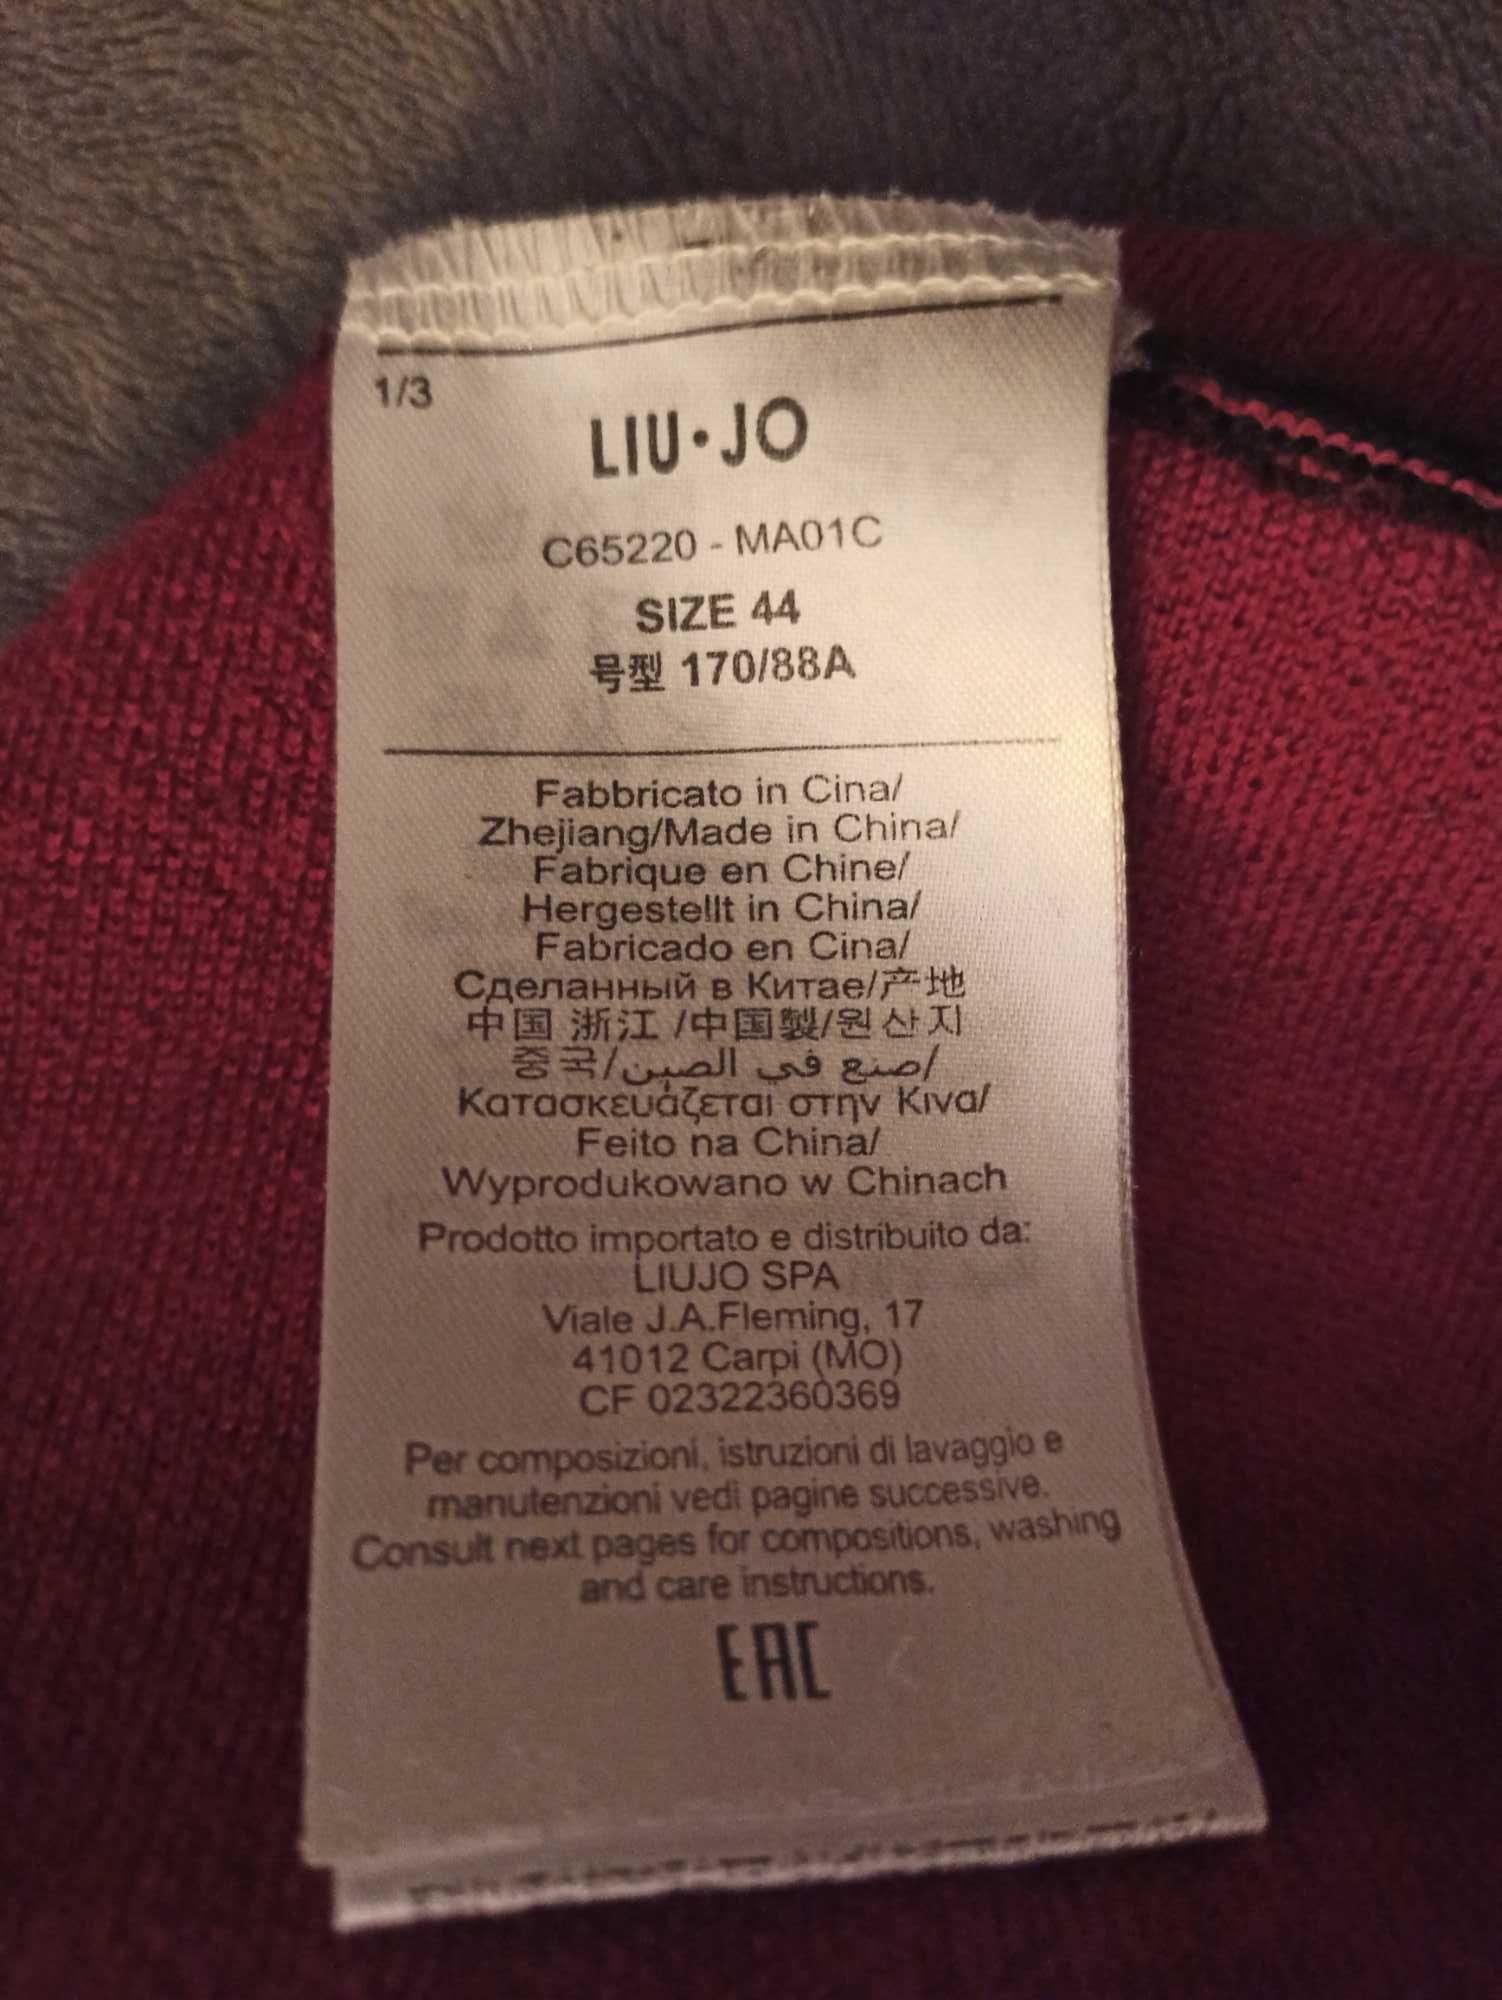 1/3
LIU·JO
C65220 - MA01C
SIZE 44
号型 170/88A
Fabbricato in Cina/
Zhejiang/Made in China/
Fabrique en Chine/
Hergestellt in China/
Fabricado en Cina/
Сделанный в Китае/产地
中国 浙江 /中国製/원산지
중국/صنع في الصين/
Κατασκευάζεται στην Κινα/
Feito na China/
Wyprodukowano w Chinach
Prodotto importato e distribuito da:
LIUJO SPA
Viale J.A.Fleming, 17
41012 Carpi (MO)
CF 02322360369
Per composizioni, istruzioni di lavaggio e
manutenzioni vedi pagine successive.
Consult next pages for compositions, washing
and care instructions.
EAC